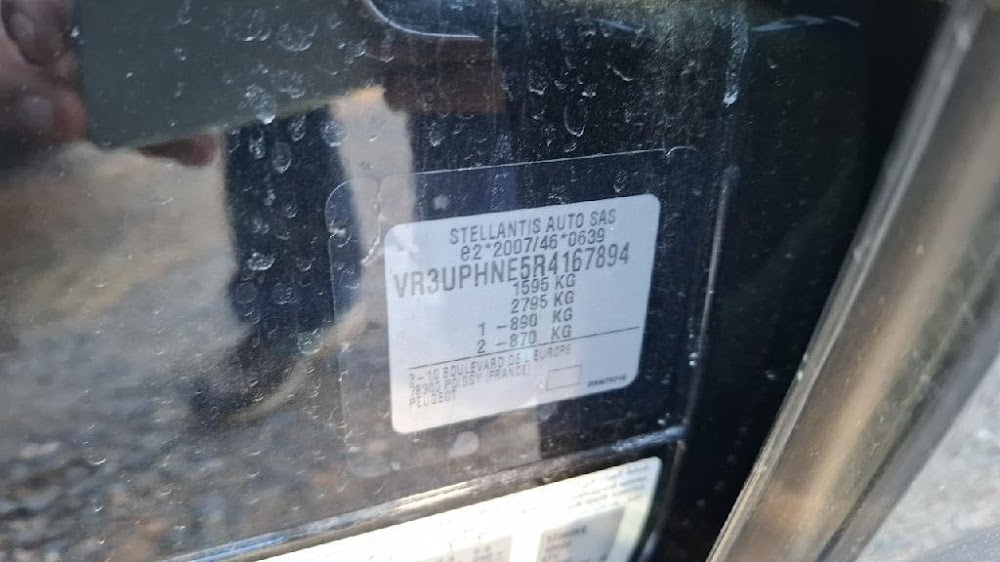 STELLANTIS AUTO SAS
e2*2007/46*0639
VR3UPHNE5R4167894
1595 KG
2795 KG
1 -890 KG
2 -870 KG
2-10 BOULEVARD DE L EUROPE
78300 POISSY (FRANCE)
PEUGEOT